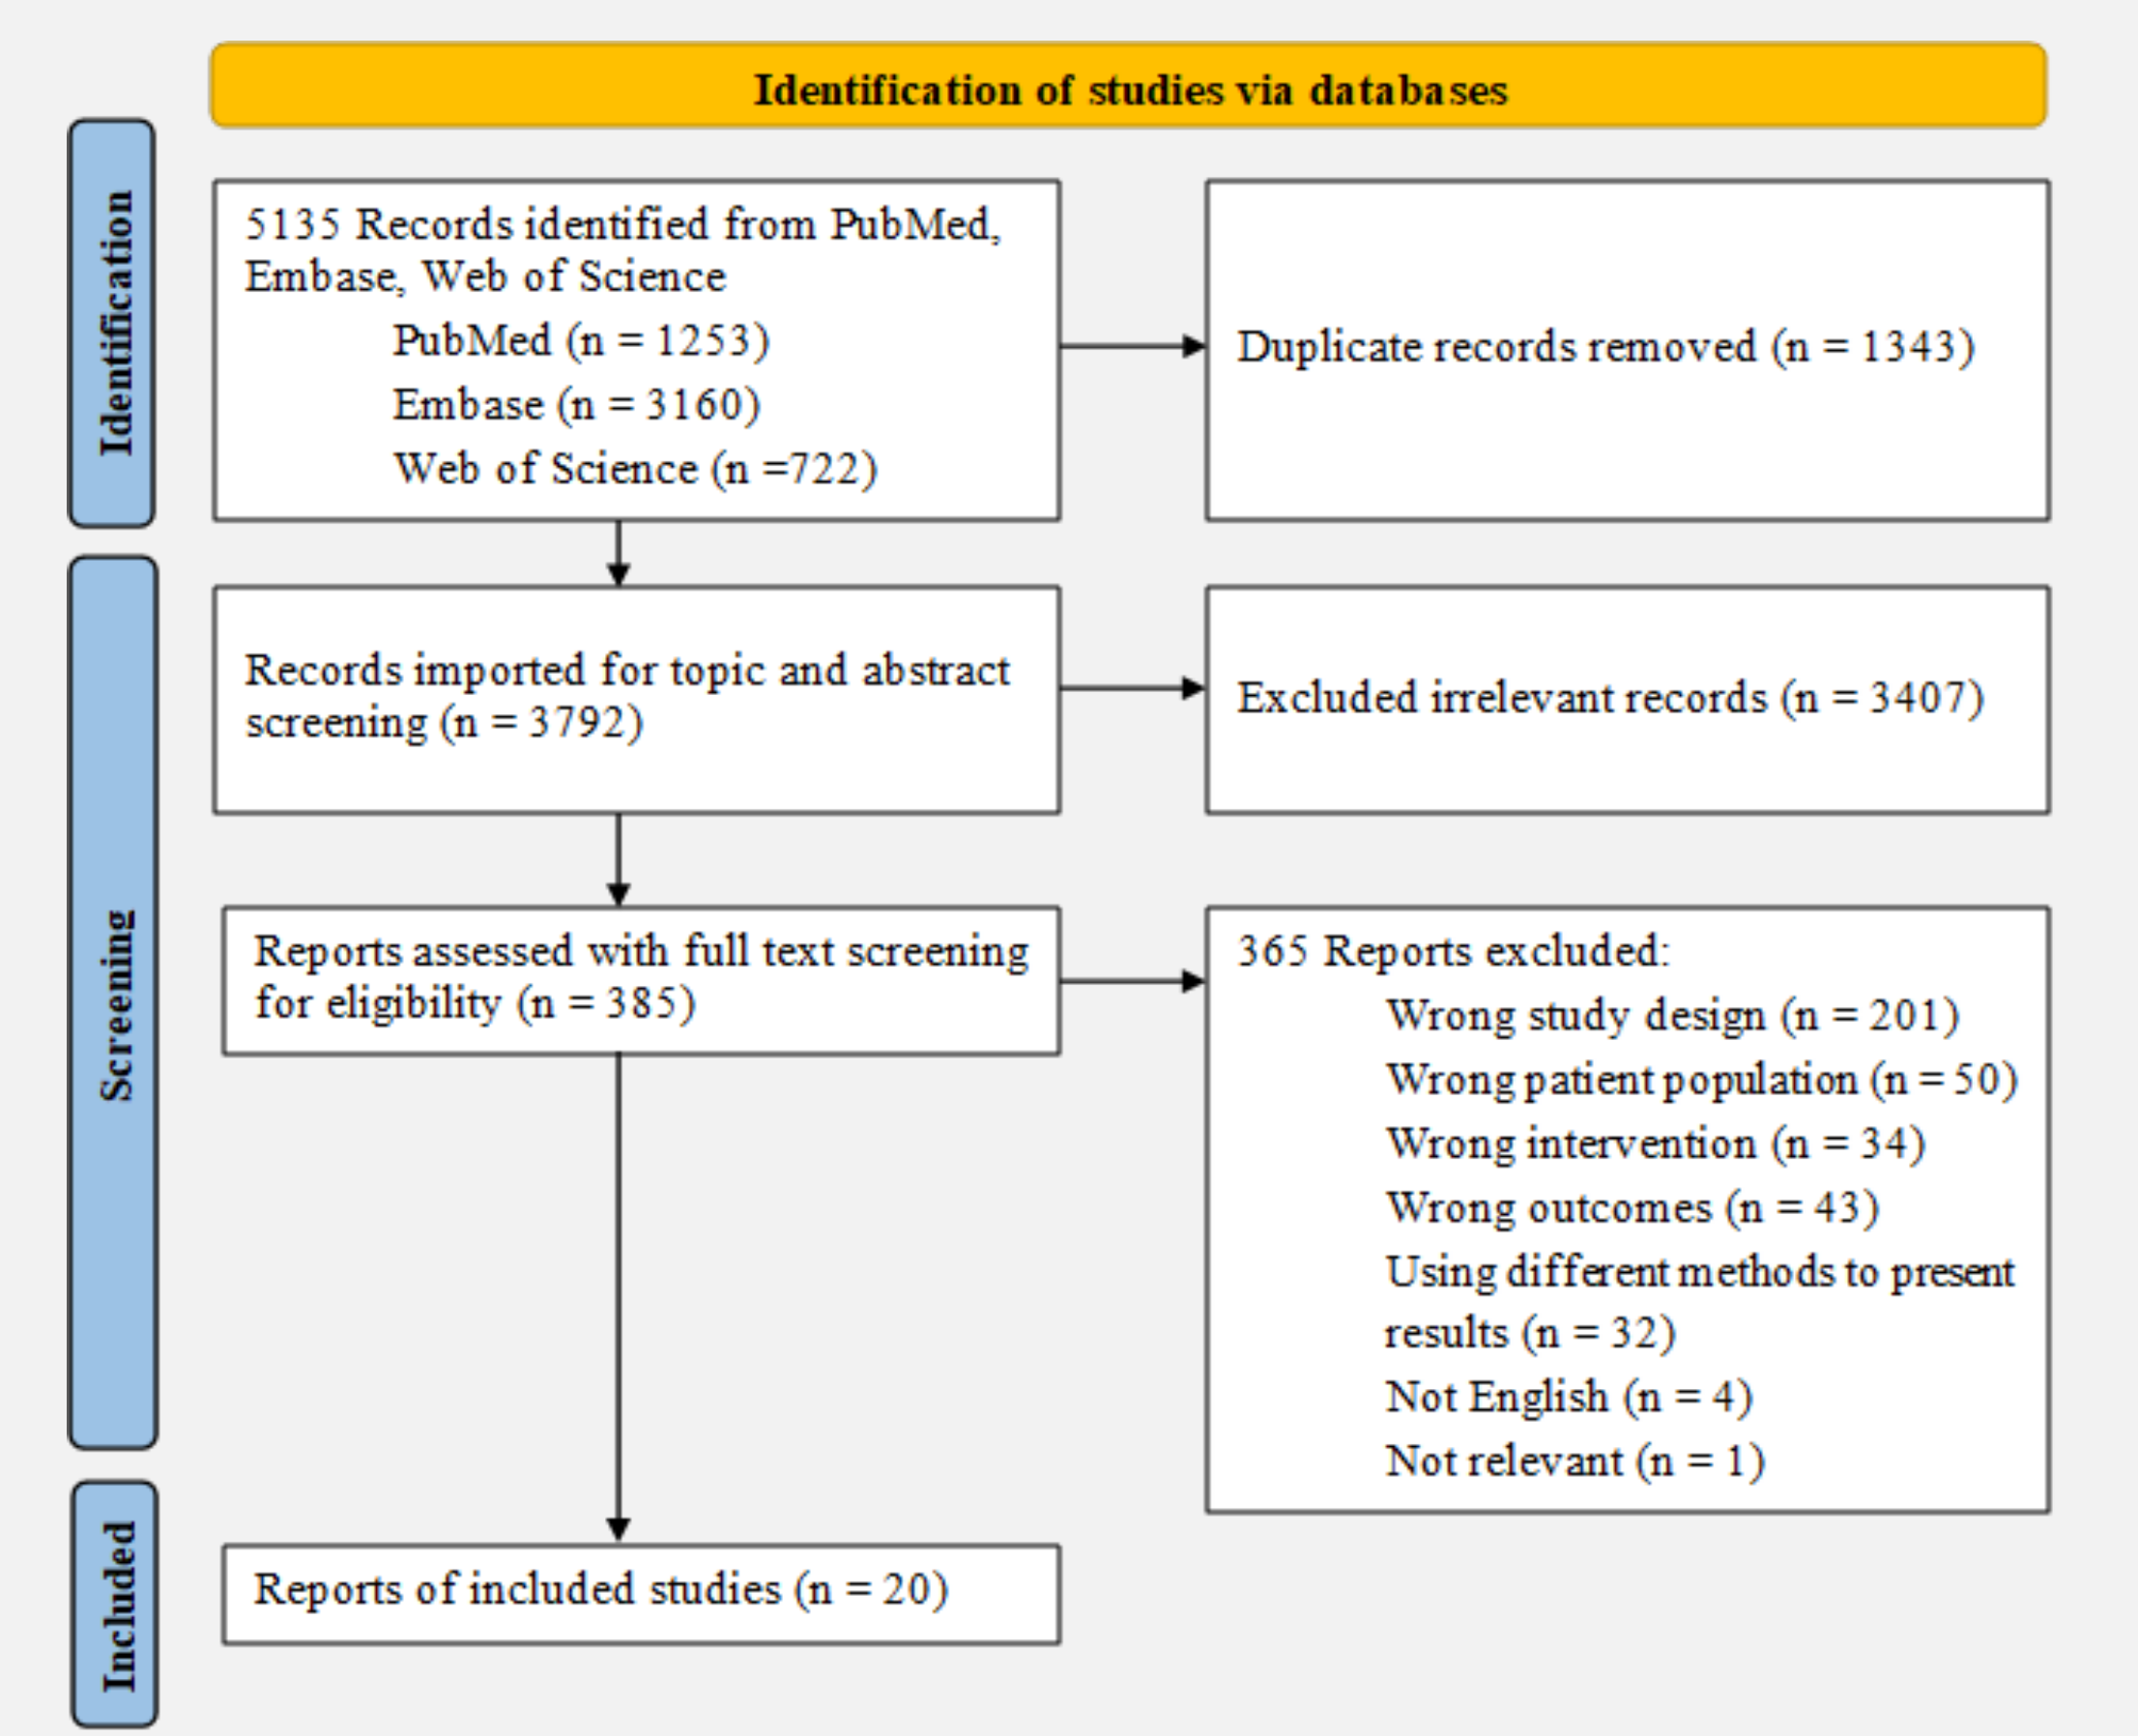 Identification of studies via databases
Identification
5135 Records identified from PubMed,
Embase, Web of Science
PubMed (n = 1253)
Embase (n = 3160)
Web of Science (n =722)
Duplicate records removed (n = 1343)
Screening
Records imported for topic and abstract
screening (n = 3792)
Excluded irrelevant records (n = 3407)
Reports assessed with full text screening
for eligibility (n = 385)
365 Reports excluded:
Wrong study design (n = 201)
Wrong patient population (n = 50)
Wrong intervention (n = 34)
Wrong outcomes (n = 43)
Using different methods to present
results (n = 32)
Not English (n = 4)
Not relevant (n = 1)
Included
Reports of included studies (n = 20)